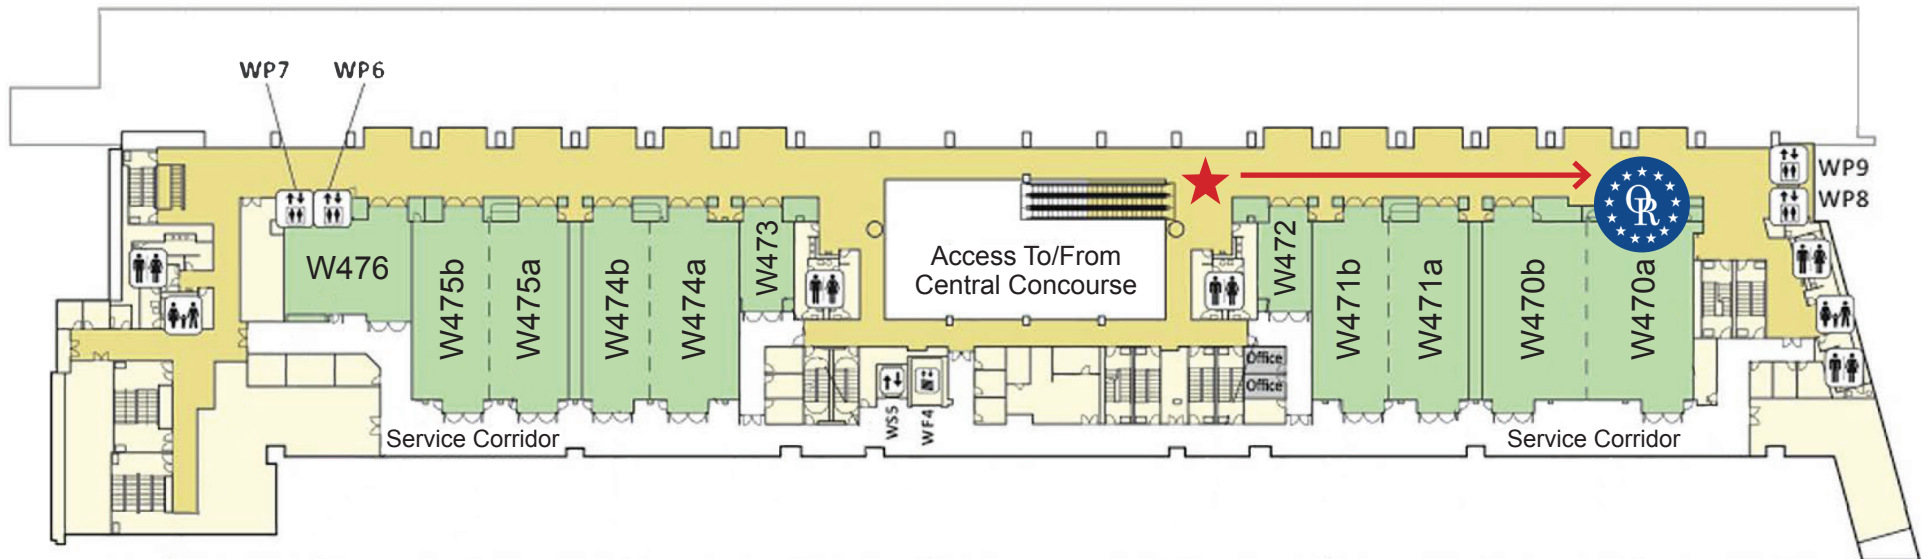 WP7
WP6
WP9
WP8
OR
W476
W475b
W475a
W474b
W474a
W473
Access To/From
Central Concourse
W472
W471b
W471a
W470b
W470a
Office
Office
WS5
WF4
Service Corridor
Service Corridor